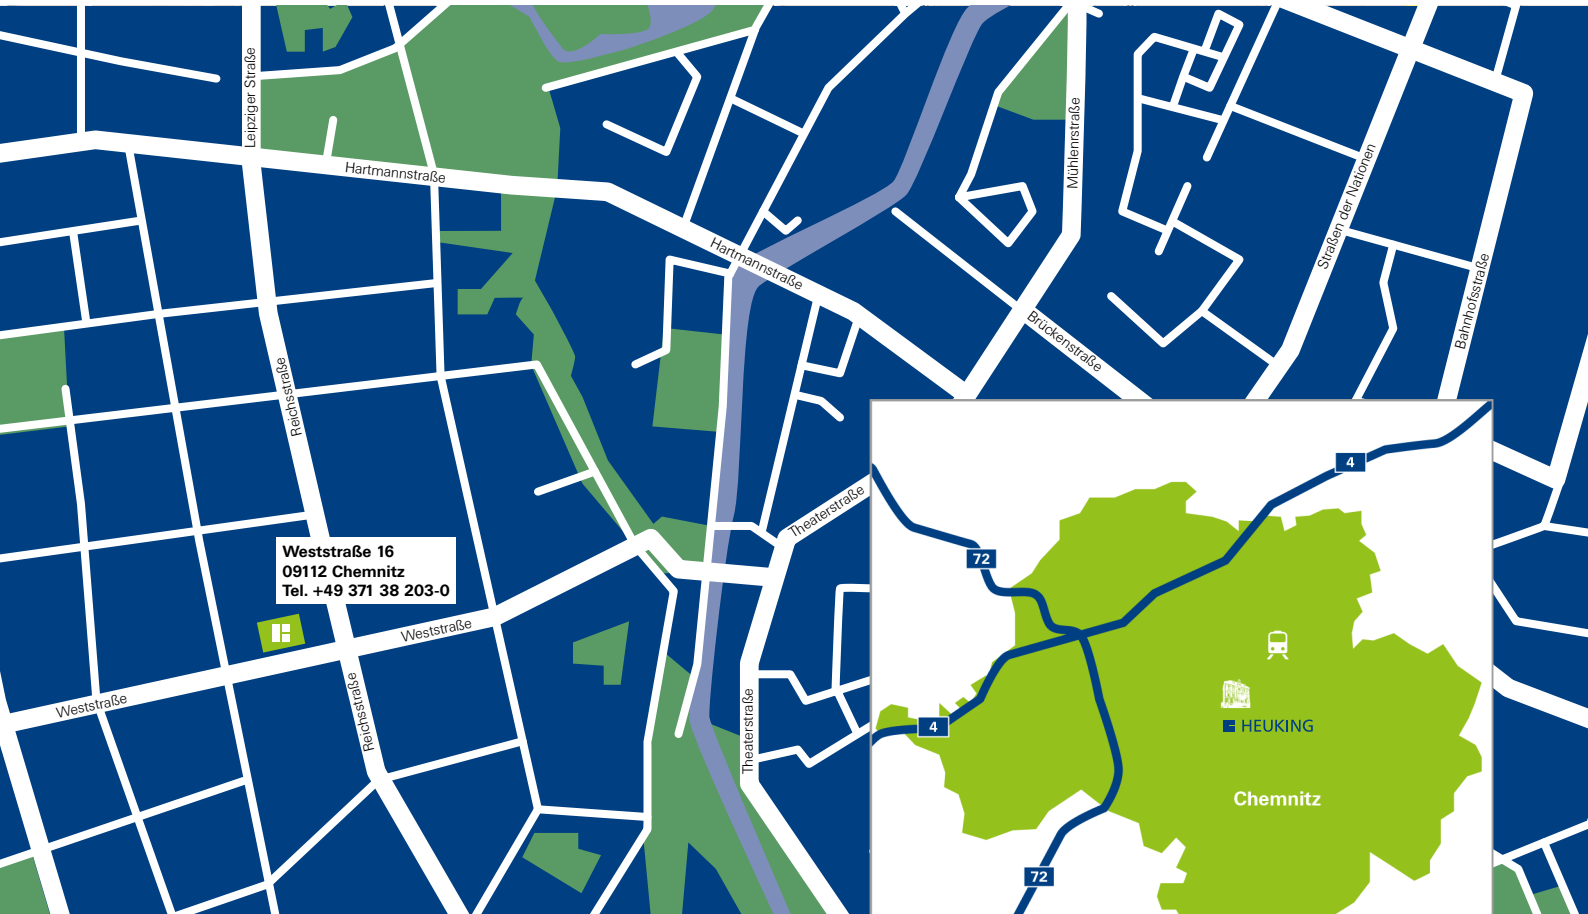 Leipziger Straße
Hartmannstraße
Hartmannstraße
Mühlenrstraße
Straßen der Nationen
Bahnhofsstraße
Brückenstraße
Reichsstraße
Theaterstraße
Weststraße 16
09112 Chemnitz
Tel. +49 371 38 203-0
Weststraße
Weststraße
Reichsstraße
Theaterstraße
4
72
4
HEUKING
Chemnitz
72